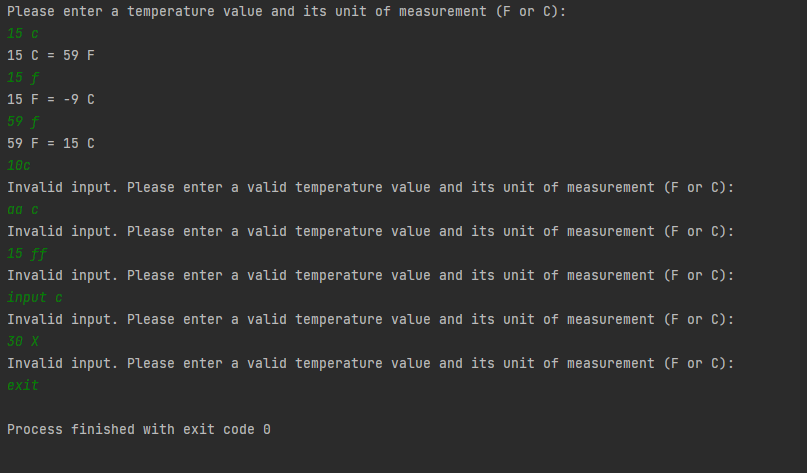 Please enter a temperature value and its unit of measurement (F or C):
15 c
15 C = 59 F
15 f
15 F = -9 C
59 f
59 F = 15 C
10c
Invalid input. Please enter a valid temperature value and its unit of measurement (F or C):
aa c
Invalid input. Please enter a valid temperature value and its unit of measurement (F or C):
15 ff
Invalid input. Please enter a valid temperature value and its unit of measurement (F or C):
input c
Invalid input. Please enter a valid temperature value and its unit of measurement (F or C):
30 X
Invalid input. Please enter a valid temperature value and its unit of measurement (F or C):
exit
Process finished with exit code 0